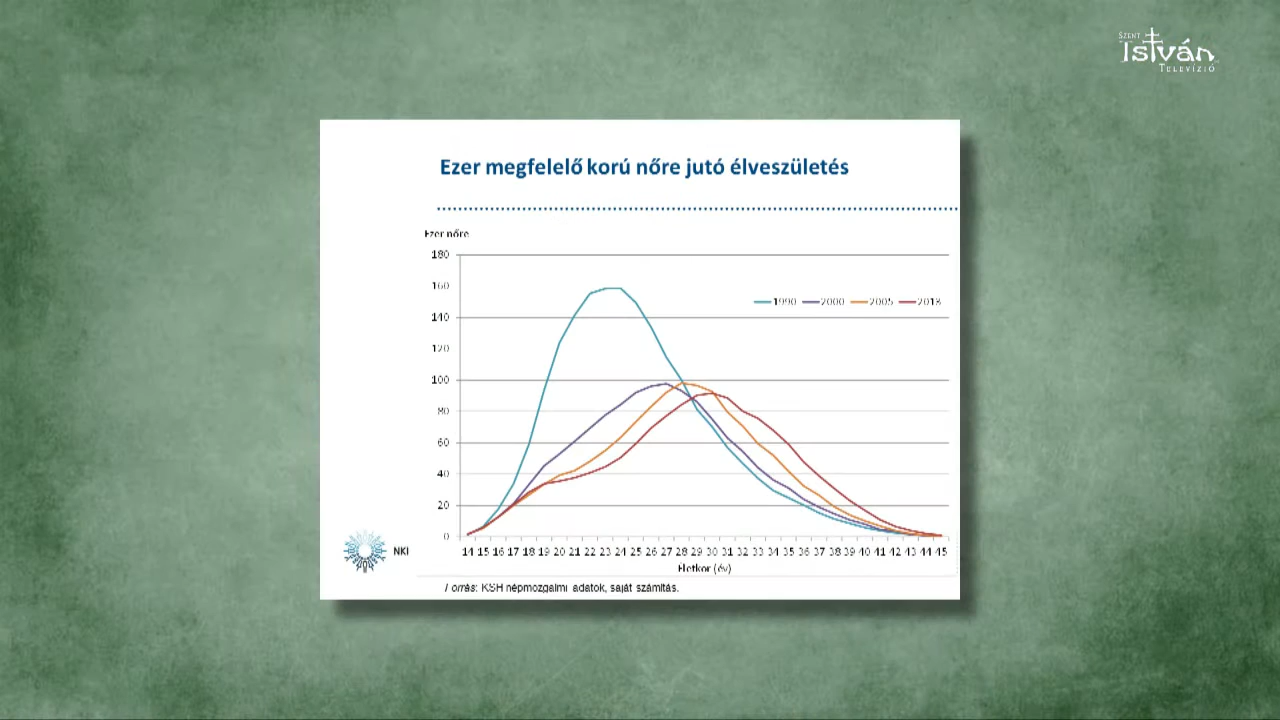 SZENT
ISTVÁN
TELEVÍZIÓ
Ezer megfelelő korú nőre jutó élveszületés
Ezer nőre
180
160
140
120
100
80
60
40
20
0
1990 2000 2005 2018
14 15 16 17 18 19 20 21 22 23 24 25 26 27 28 29 30 31 32 33 34 35 36 37 38 39 40 41 42 43 44 45
Életkor (év)
NKI
Forrás: KSH népmozgalmi adatok, saját számítás.